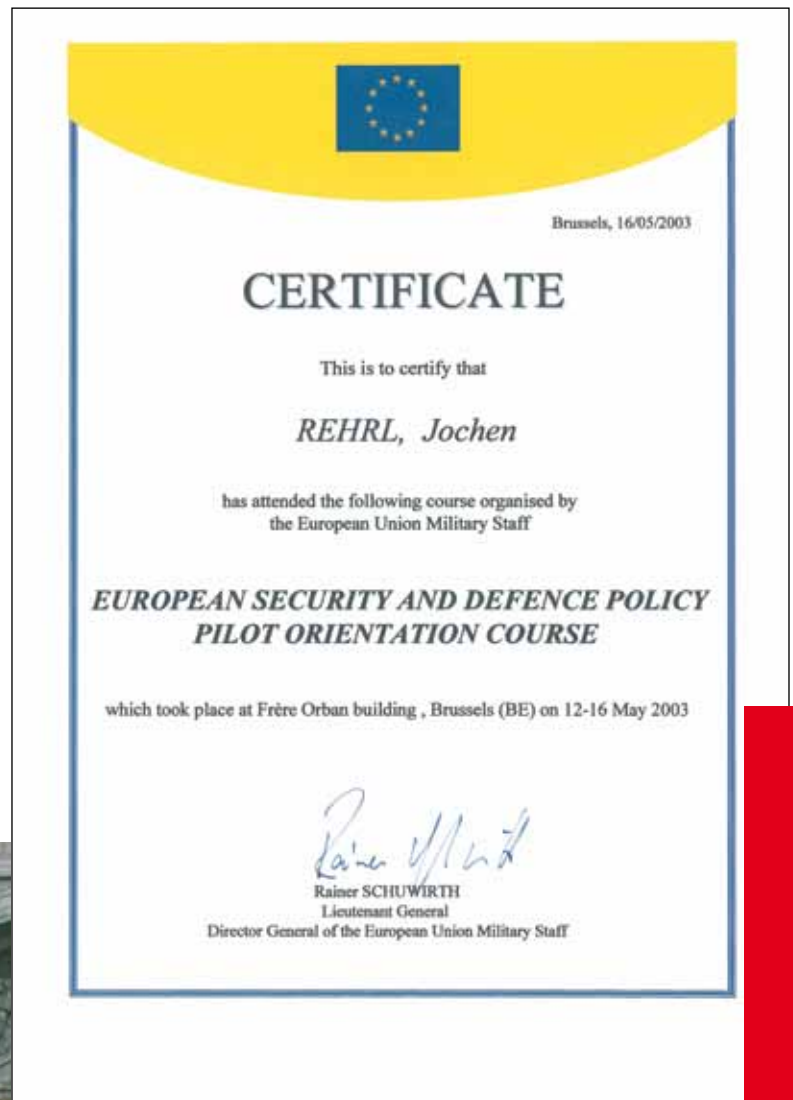 Brussels, 16/05/2003
CERTIFICATE
This is to certify that
REHRL, Jochen
has attended the following course organised by
the European Union Military Staff
EUROPEAN SECURITY AND DEFENCE POLICY
PILOT ORIENTATION COURSE
which took place at Frère Orban building , Brussels (BE) on 12-16 May 2003
Rainer
Rainer SCHUWIRTH
Lieutenant General
Director General of the European Union Military Staff